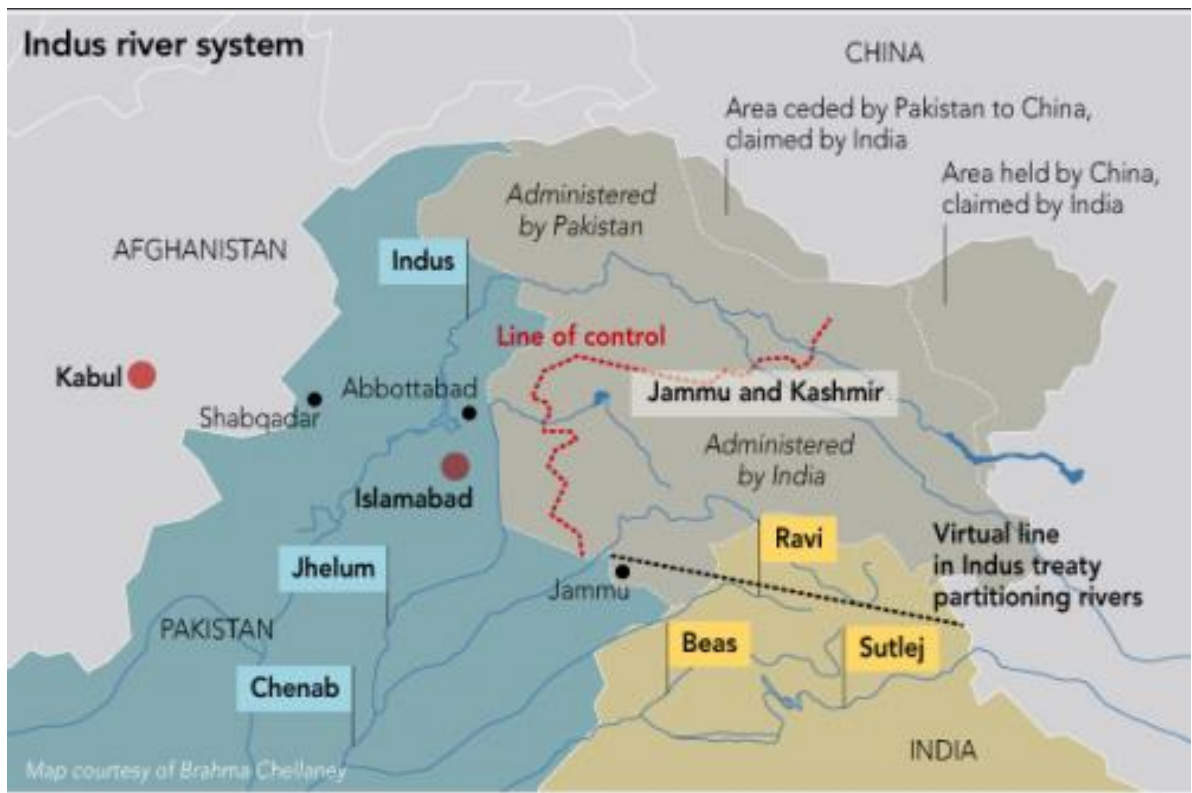 Indus river system
CHINA
Area ceded by Pakistan to China,
claimed by India
Area held by China,
claimed by India
Administered
by Pakistan
AFGHANISTAN
Indus
Line of control
Kabul
Abbottabad
Shabqadar
Jammu and Kashmir
Administered
by India
Islamabad
Ravi
Virtual line
in Indus treaty
partitioning rivers
Jhelum
Jammu
PAKISTAN
Beas
Sutlej
Chenab
INDIA
Map courtesy of Brahma Chellaney